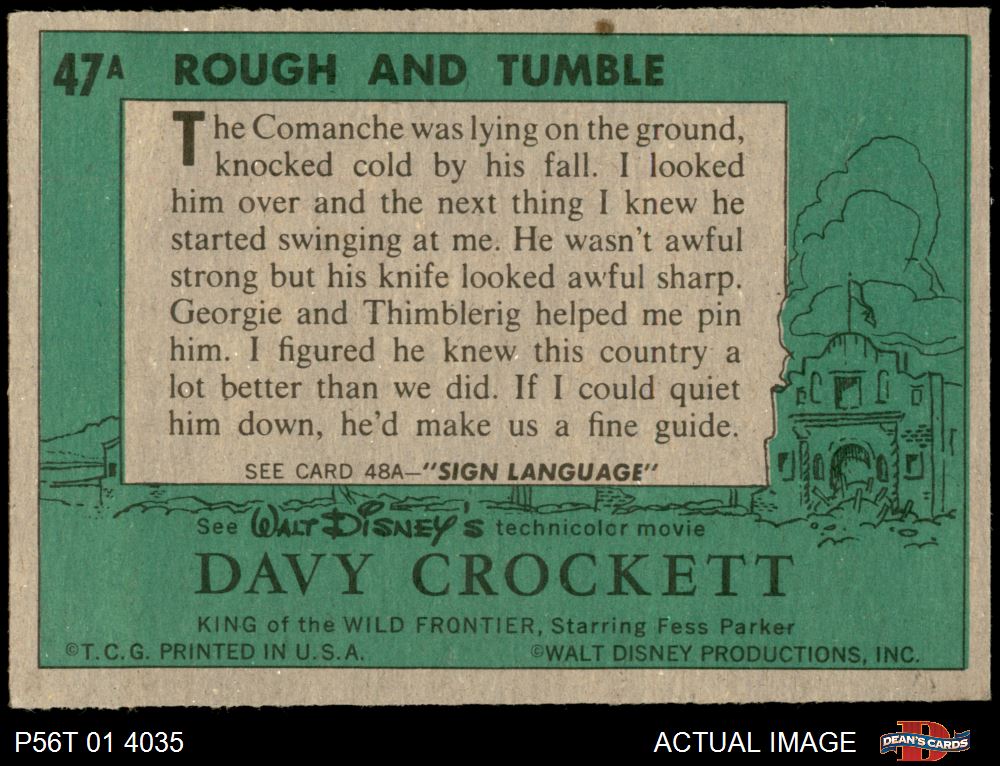 47A ROUGH AND TUMBLE
The Comanche was lying on the ground,
knocked cold by his fall. I looked
him over and the next thing I knew he
started swinging at me. He wasn't awful
strong but his knife looked awful sharp.
Georgie and Thimblerig helped me pin
him. I figured he knew this country a
lot better than we did. If I could quiet
him down, he'd make us a fine guide.
SEE CARD 48A—"SIGN LANGUAGE"
See WALT DISNEY'S technicolor movie
DAVY CROCKETT
KING of the WILD FRONTIER, Starring Fess Parker
©T.C.G. PRINTED IN U.S.A. ©WALT DISNEY PRODUCTIONS, INC.
P56T 01 4035 ACTUAL IMAGE D DEAN'S CARDS